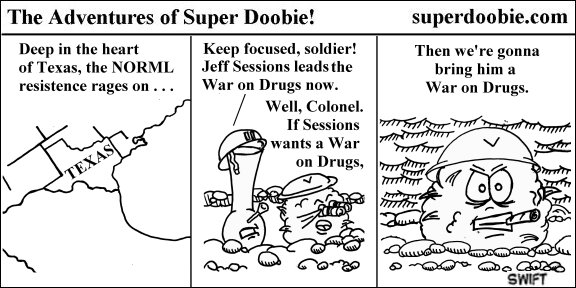 The Adventures of Super Doobie!
superdoobie.com
Deep in the heart
of Texas, the NORML
resistence rages on . . .
TEXAS
Keep focused, soldier!
Jeff Sessions leads the
War on Drugs now.
Well, Colonel.
If Sessions
wants a War
on Drugs,
Then we're gonna
bring him a
War on Drugs.
SWIFT